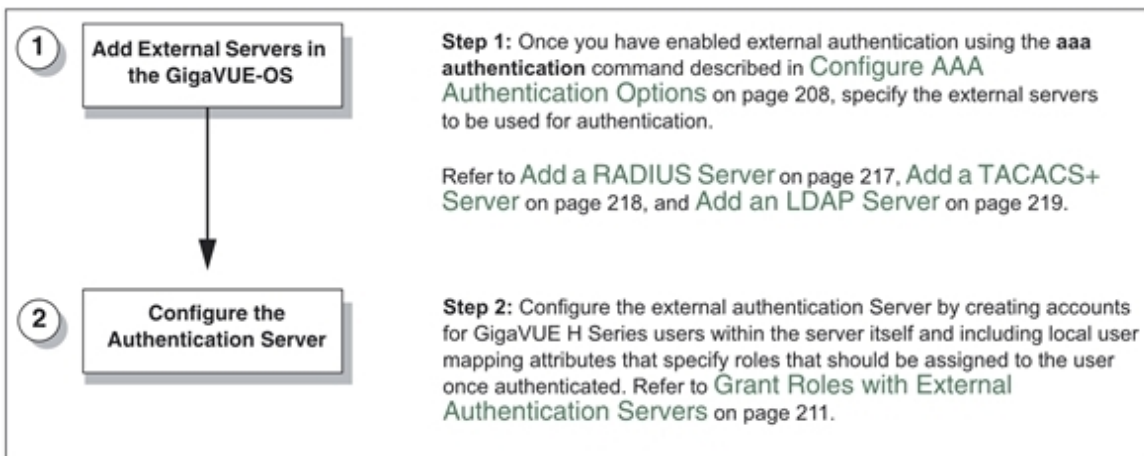 1
Add External Servers in
the GigaVUE-OS
Step 1: Once you have enabled external authentication using the aaa
authentication command described in Configure AAA
Authentication Options on page 208, specify the external servers
to be used for authentication.
Refer to Add a RADIUS Server on page 217, Add a TACACS+
Server on page 218, and Add an LDAP Server on page 219.
2
Configure the
Authentication Server
Step 2: Configure the external authentication Server by creating accounts
for GigaVUE H Series users within the server itself and including local user
mapping attributes that specify roles that should be assigned to the user
once authenticated. Refer to Grant Roles with External
Authentication Servers on page 211.